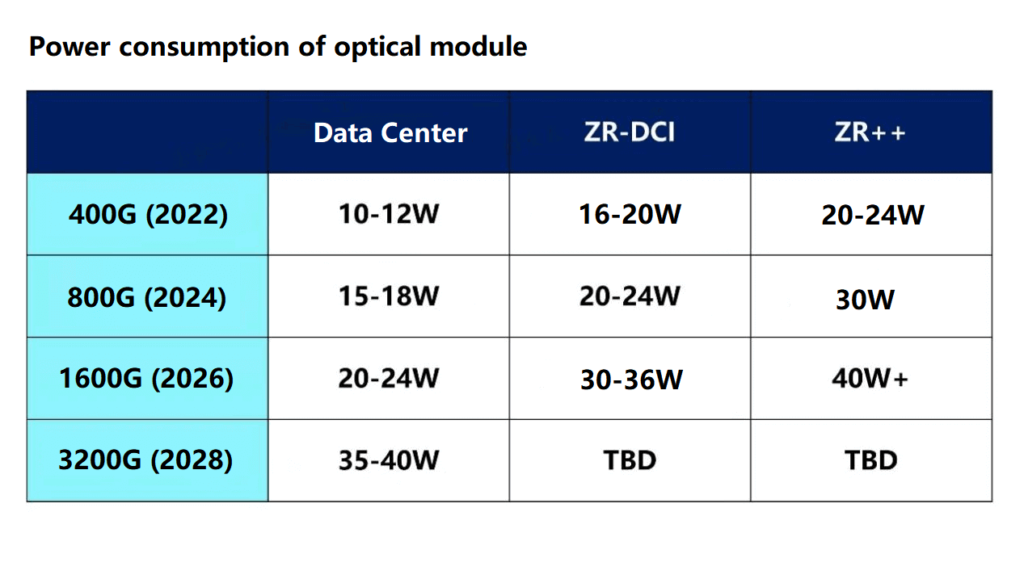 Power consumption of optical module
Data Center ZR-DCI ZR++
400G (2022) 10-12W 16-20W 20-24W
800G (2024) 15-18W 20-24W 30W
1600G (2026) 20-24W 30-36W 40W+
3200G (2028) 35-40W TBD TBD